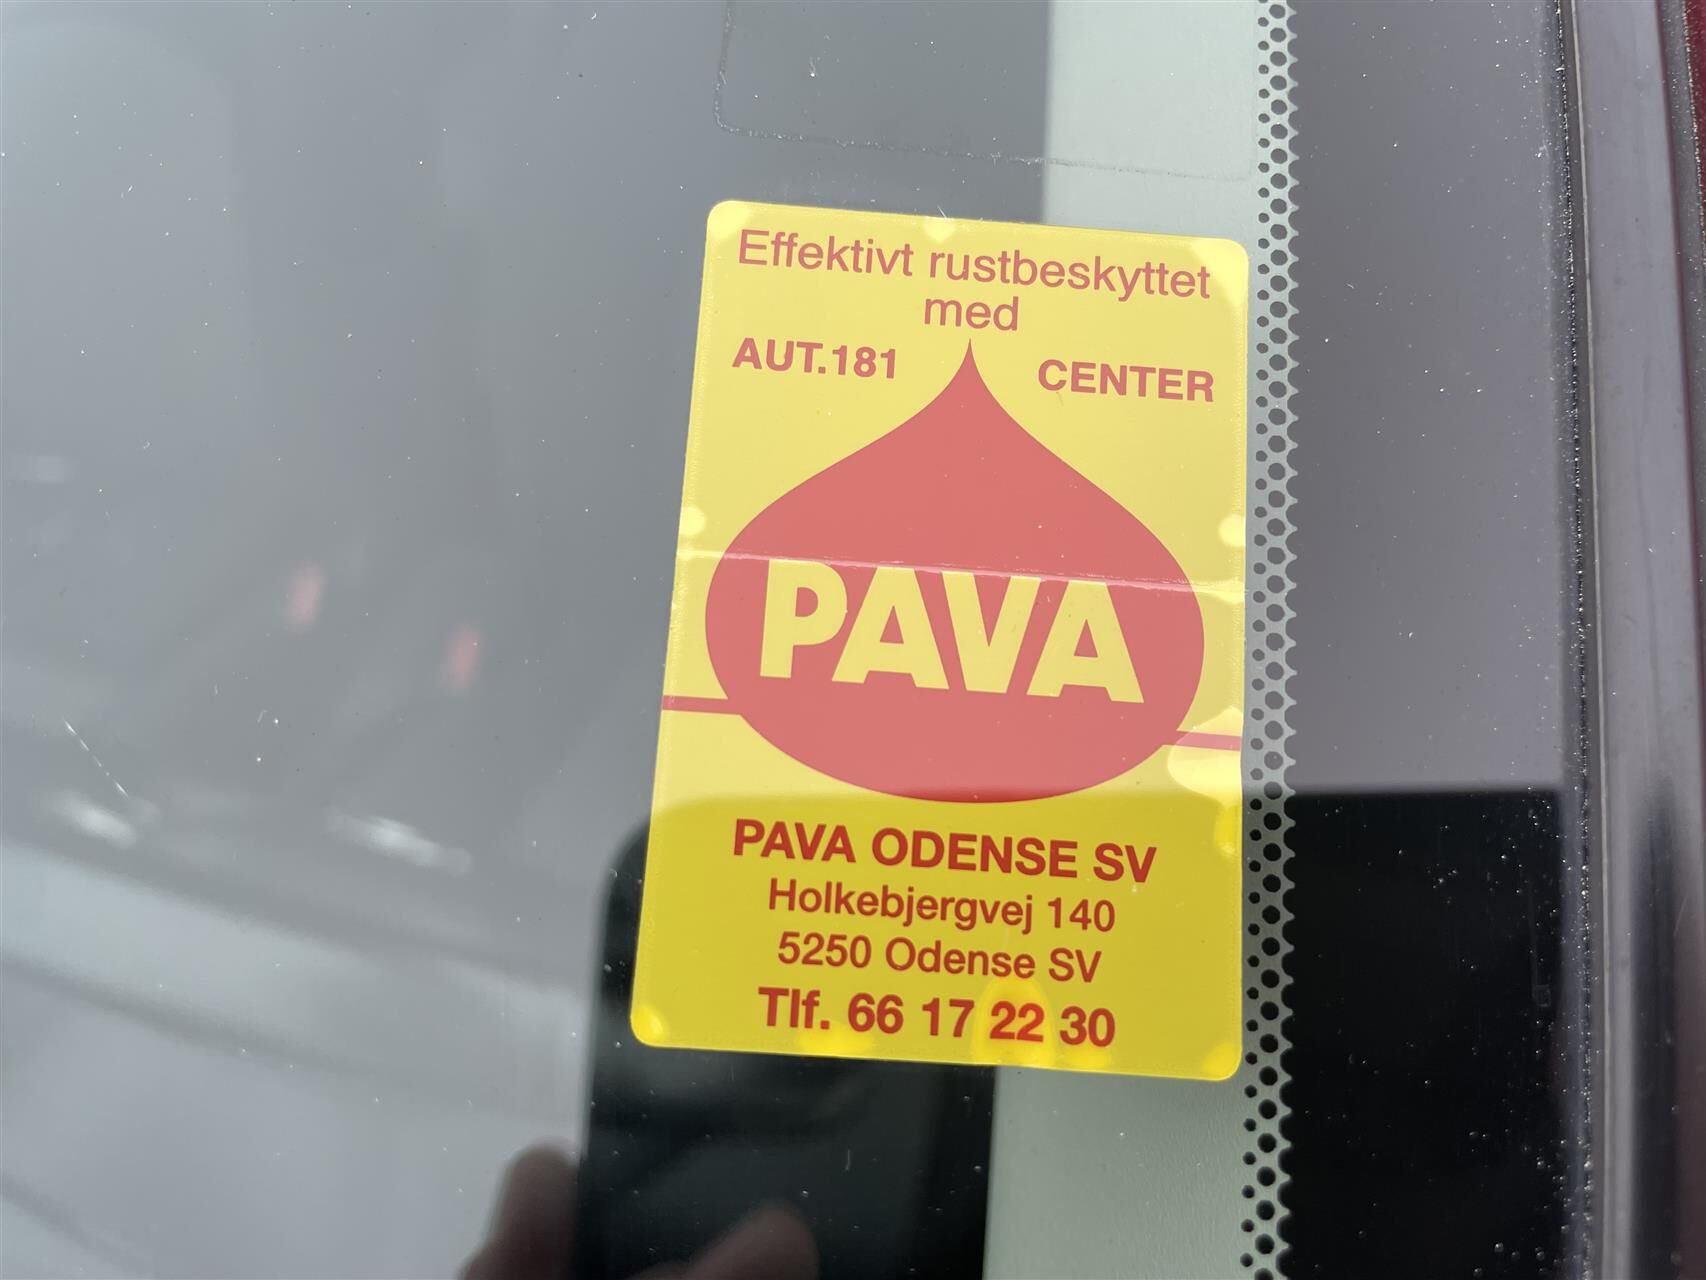 Effektivt rustbeskyttet
med
AUT.181 CENTER
PAVA
PAVA ODENSE SV
Holkebjergvej 140
5250 Odense SV
Tlf. 66 17 22 30